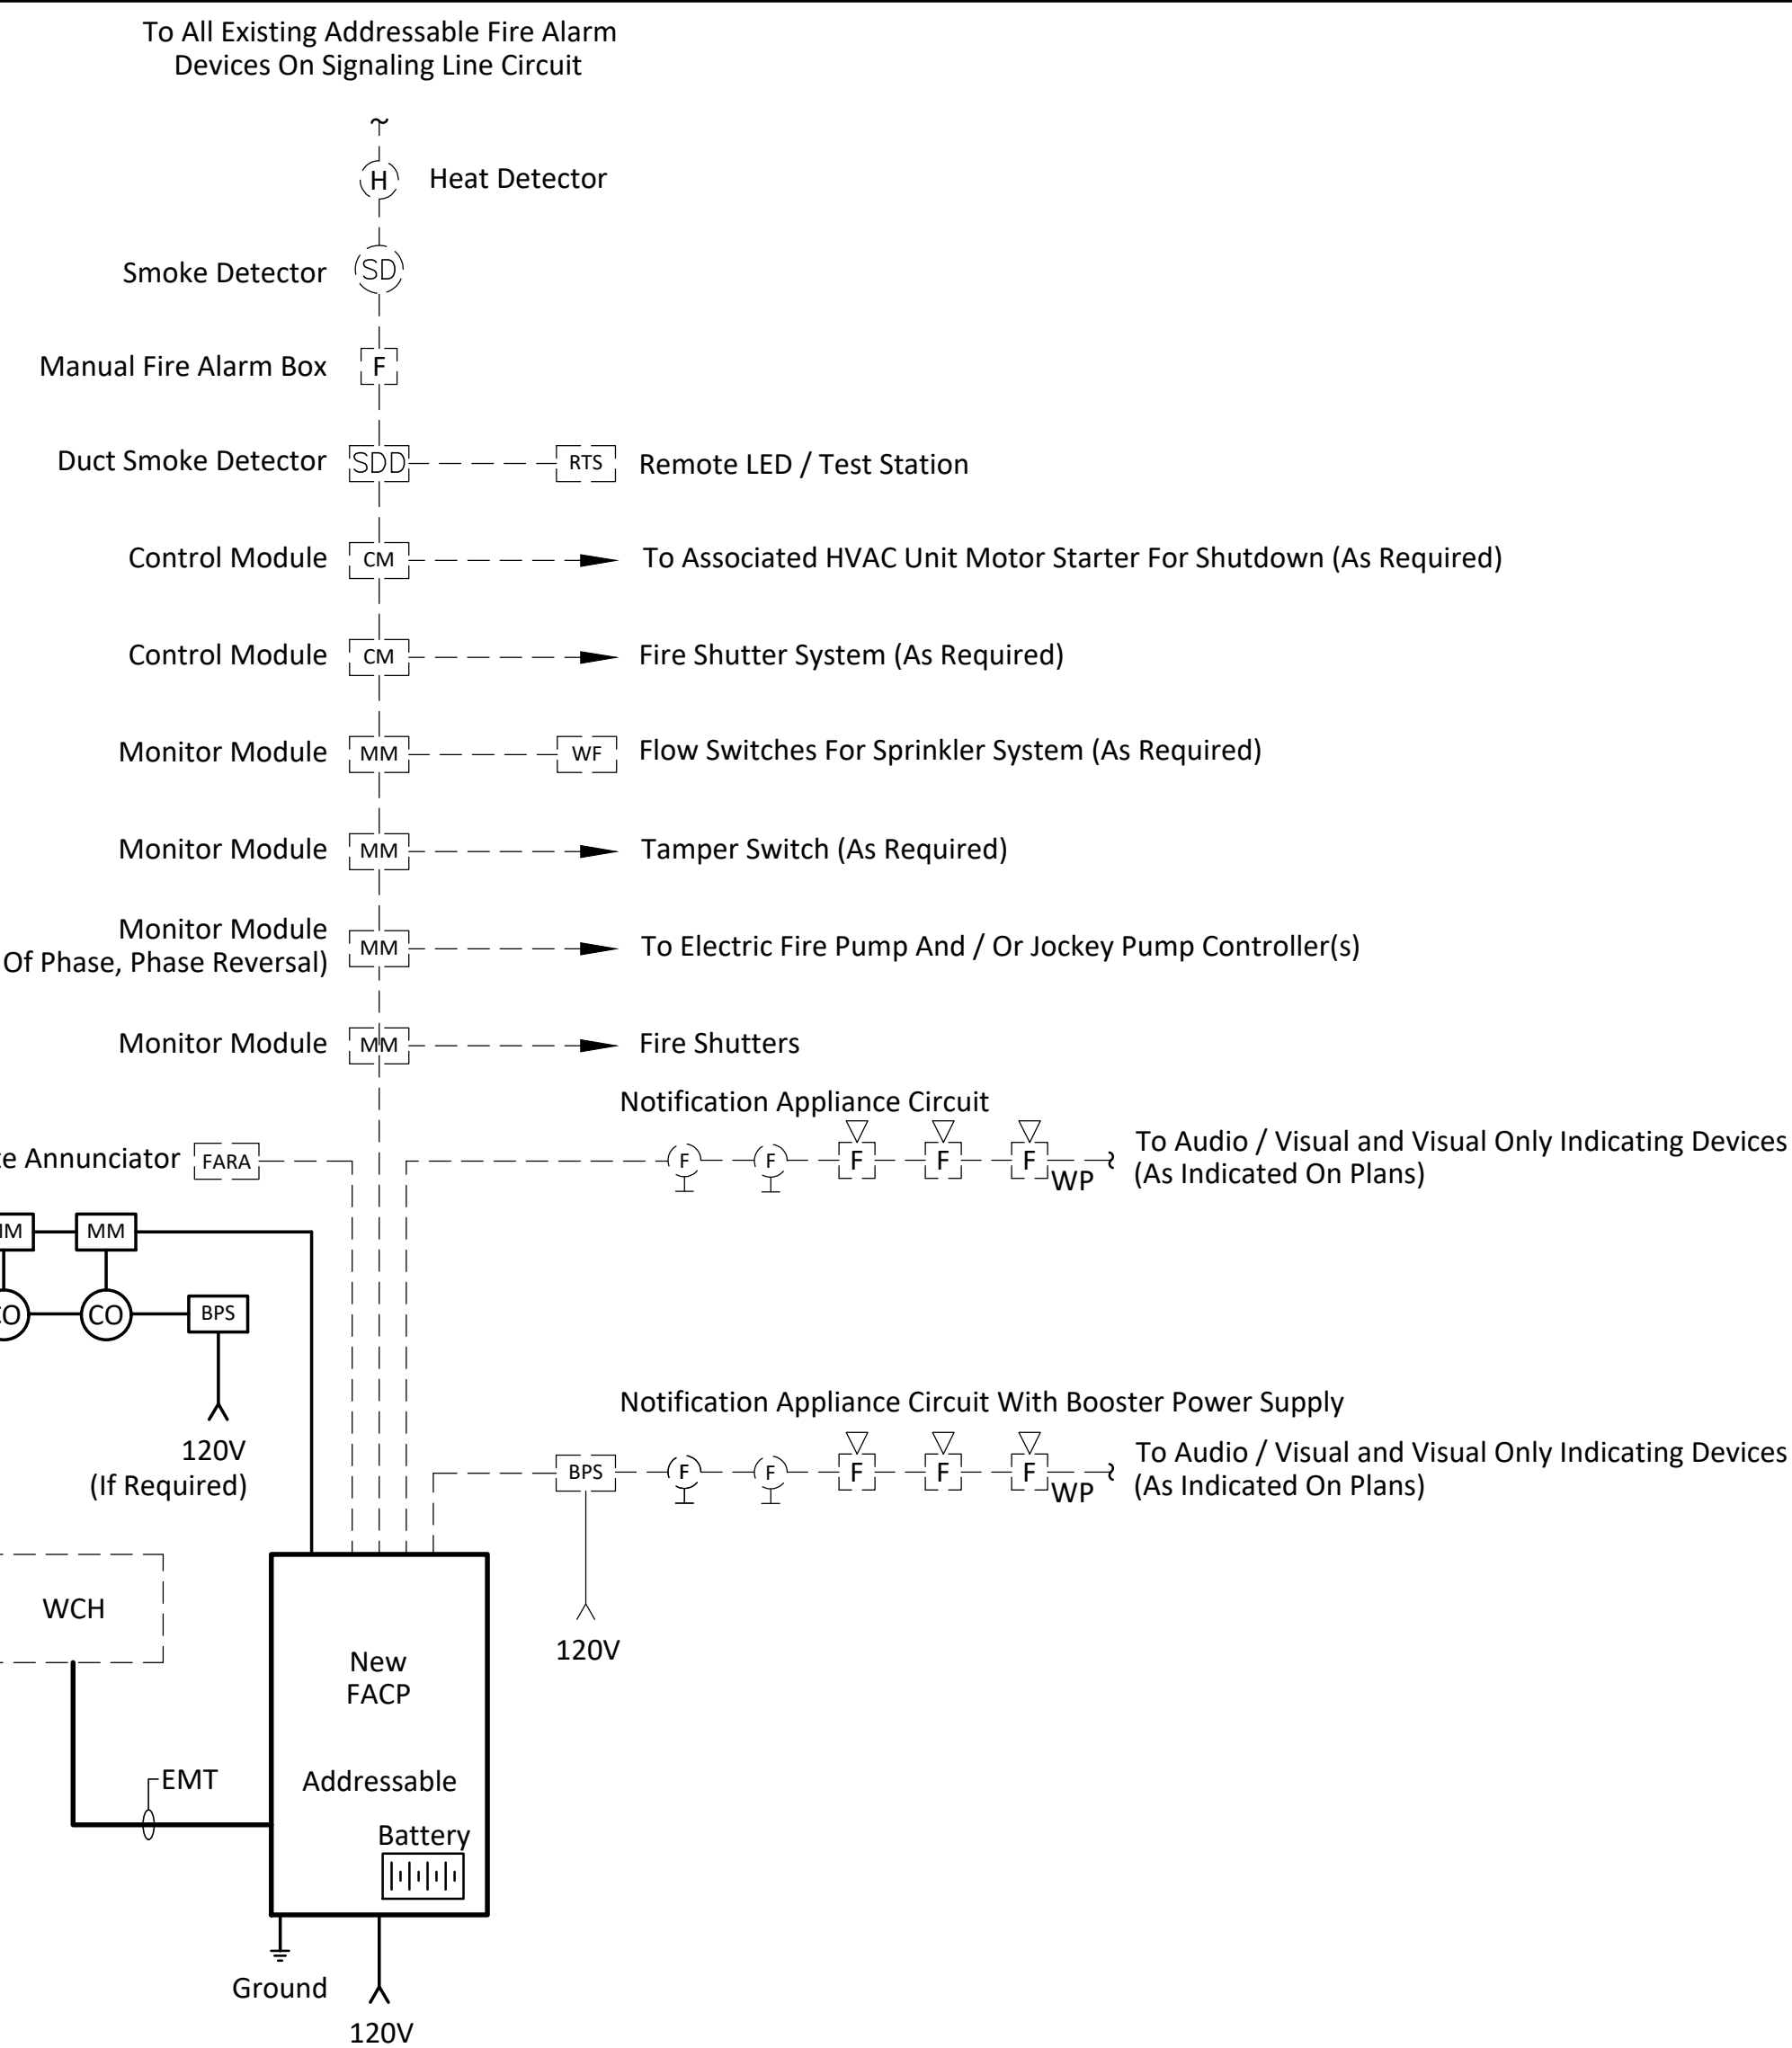 To All Existing Addressable Fire Alarm
Devices On Signaling Line Circuit
H Heat Detector
Smoke Detector SD
Manual Fire Alarm Box F
Duct Smoke Detector SDD RTS Remote LED / Test Station
Control Module CM To Associated HVAC Unit Motor Starter For Shutdown (As Required)
Control Module CM Fire Shutter System (As Required)
Monitor Module MM WF Flow Switches For Sprinkler System (As Required)
Monitor Module MM Tamper Switch (As Required)
Monitor Module
Of Phase, Phase Reversal) MM To Electric Fire Pump And / Or Jockey Pump Controller(s)
Monitor Module MM Fire Shutters
Notification Appliance Circuit
Annunciator FARA F F F F F WP
To Audio / Visual and Visual Only Indicating Devices
(As Indicated On Plans)
MM
CO BPS
120V
(If Required)
Notification Appliance Circuit With Booster Power Supply
BPS F F F F F WP
To Audio / Visual and Visual Only Indicating Devices
(As Indicated On Plans)
120V
WCH
New
FACP
Addressable
EMT
Battery
Ground
120V